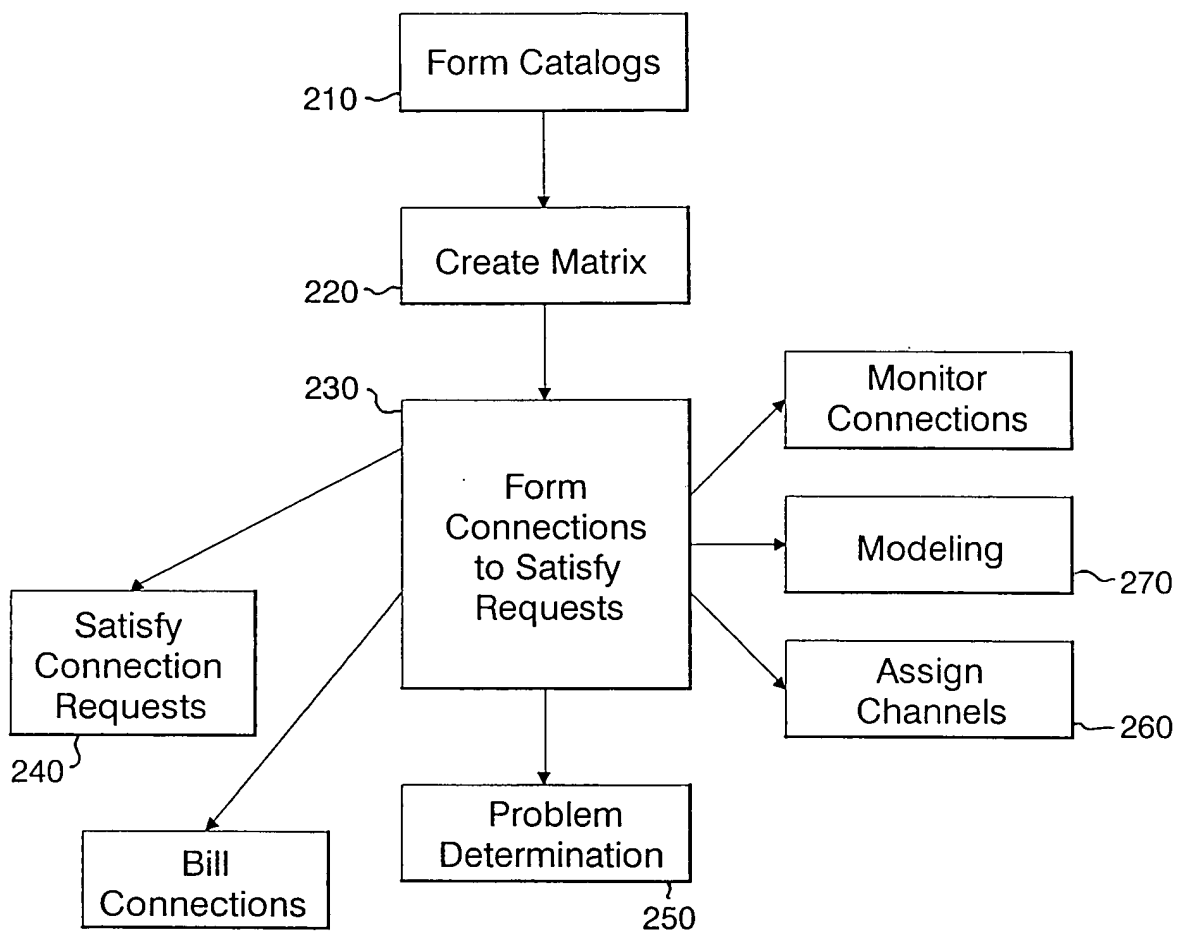 Form Catalogs
210
Create Matrix
220
230
Form
Connections
to Satisfy
Requests
Monitor
Connections
Modeling
270
Assign
Channels
260
Satisfy
Connection
Requests
240
Bill
Connections
Problem
Determination
250